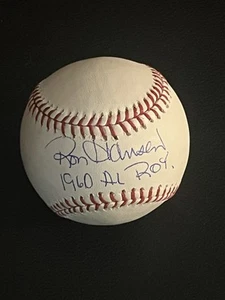 Ron Hansen
1960 AL ROY.